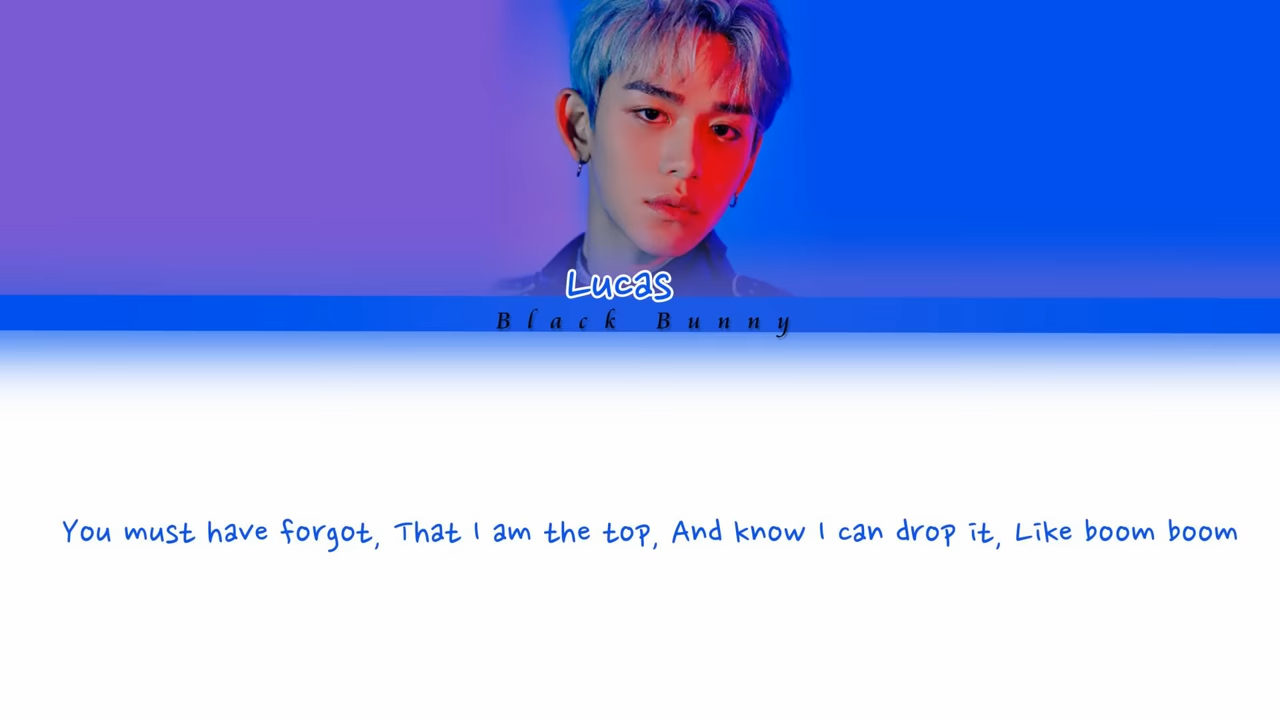 Lucas
Black Bunny
You must have forgot, That I am the top, And know I can drop it, Like boom boom